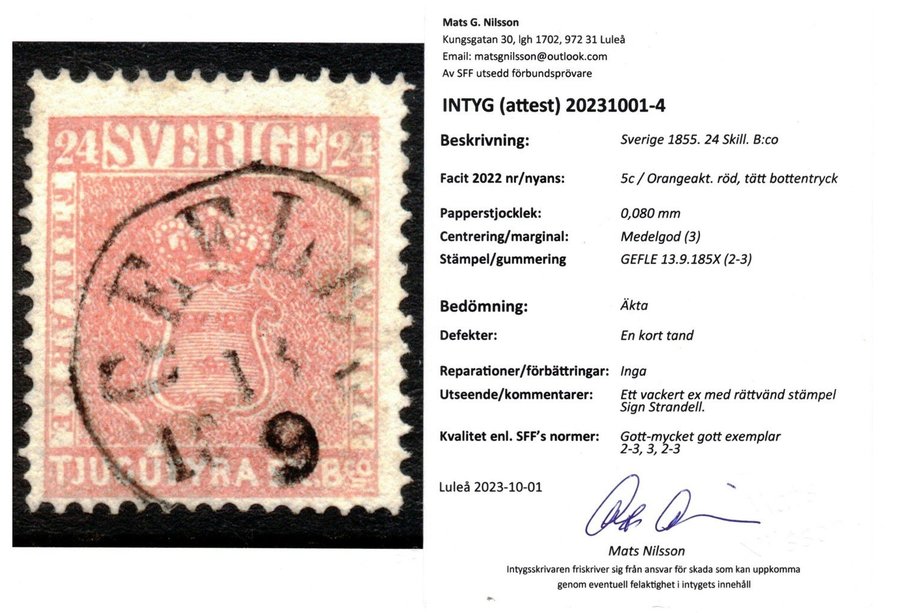 24 SVERIGE 24
GEFLE
13
9
TJUGUFYRA
Mats G. Nilsson
Kungsgatan 30, lgh 1702, 972 31 Luleå
Email: matsgnilsson@outlook.com
Av SFF utsedd förbundsprövare
INTYG (attest) 20231001-4
Beskrivning: Sverige 1855. 24 Skill. B:co
Facit 2022 nr/nyans: 5c / Orangeakt. röd, tätt bottentryck
Papperstjocklek: 0,080 mm
Centrering/marginal: Medelgod (3)
Stämpel/gummering GEFLE 13.9.185X (2-3)
Bedömning: Äkta
Defekter: En kort tand
Reparationer/förbättringar: Inga
Utseende/kommentarer: Ett vackert ex med rättvänd stämpel
Sign Strandell.
Kvalitet enl. SFF's normer: Gott-mycket gott exemplar
2-3, 3, 2-3
Luleå 2023-10-01
Mats Nilsson
Intygsskrivaren friskriver sig från ansvar för skada som kan uppkomma
genom eventuell felaktighet i intygets innehåll